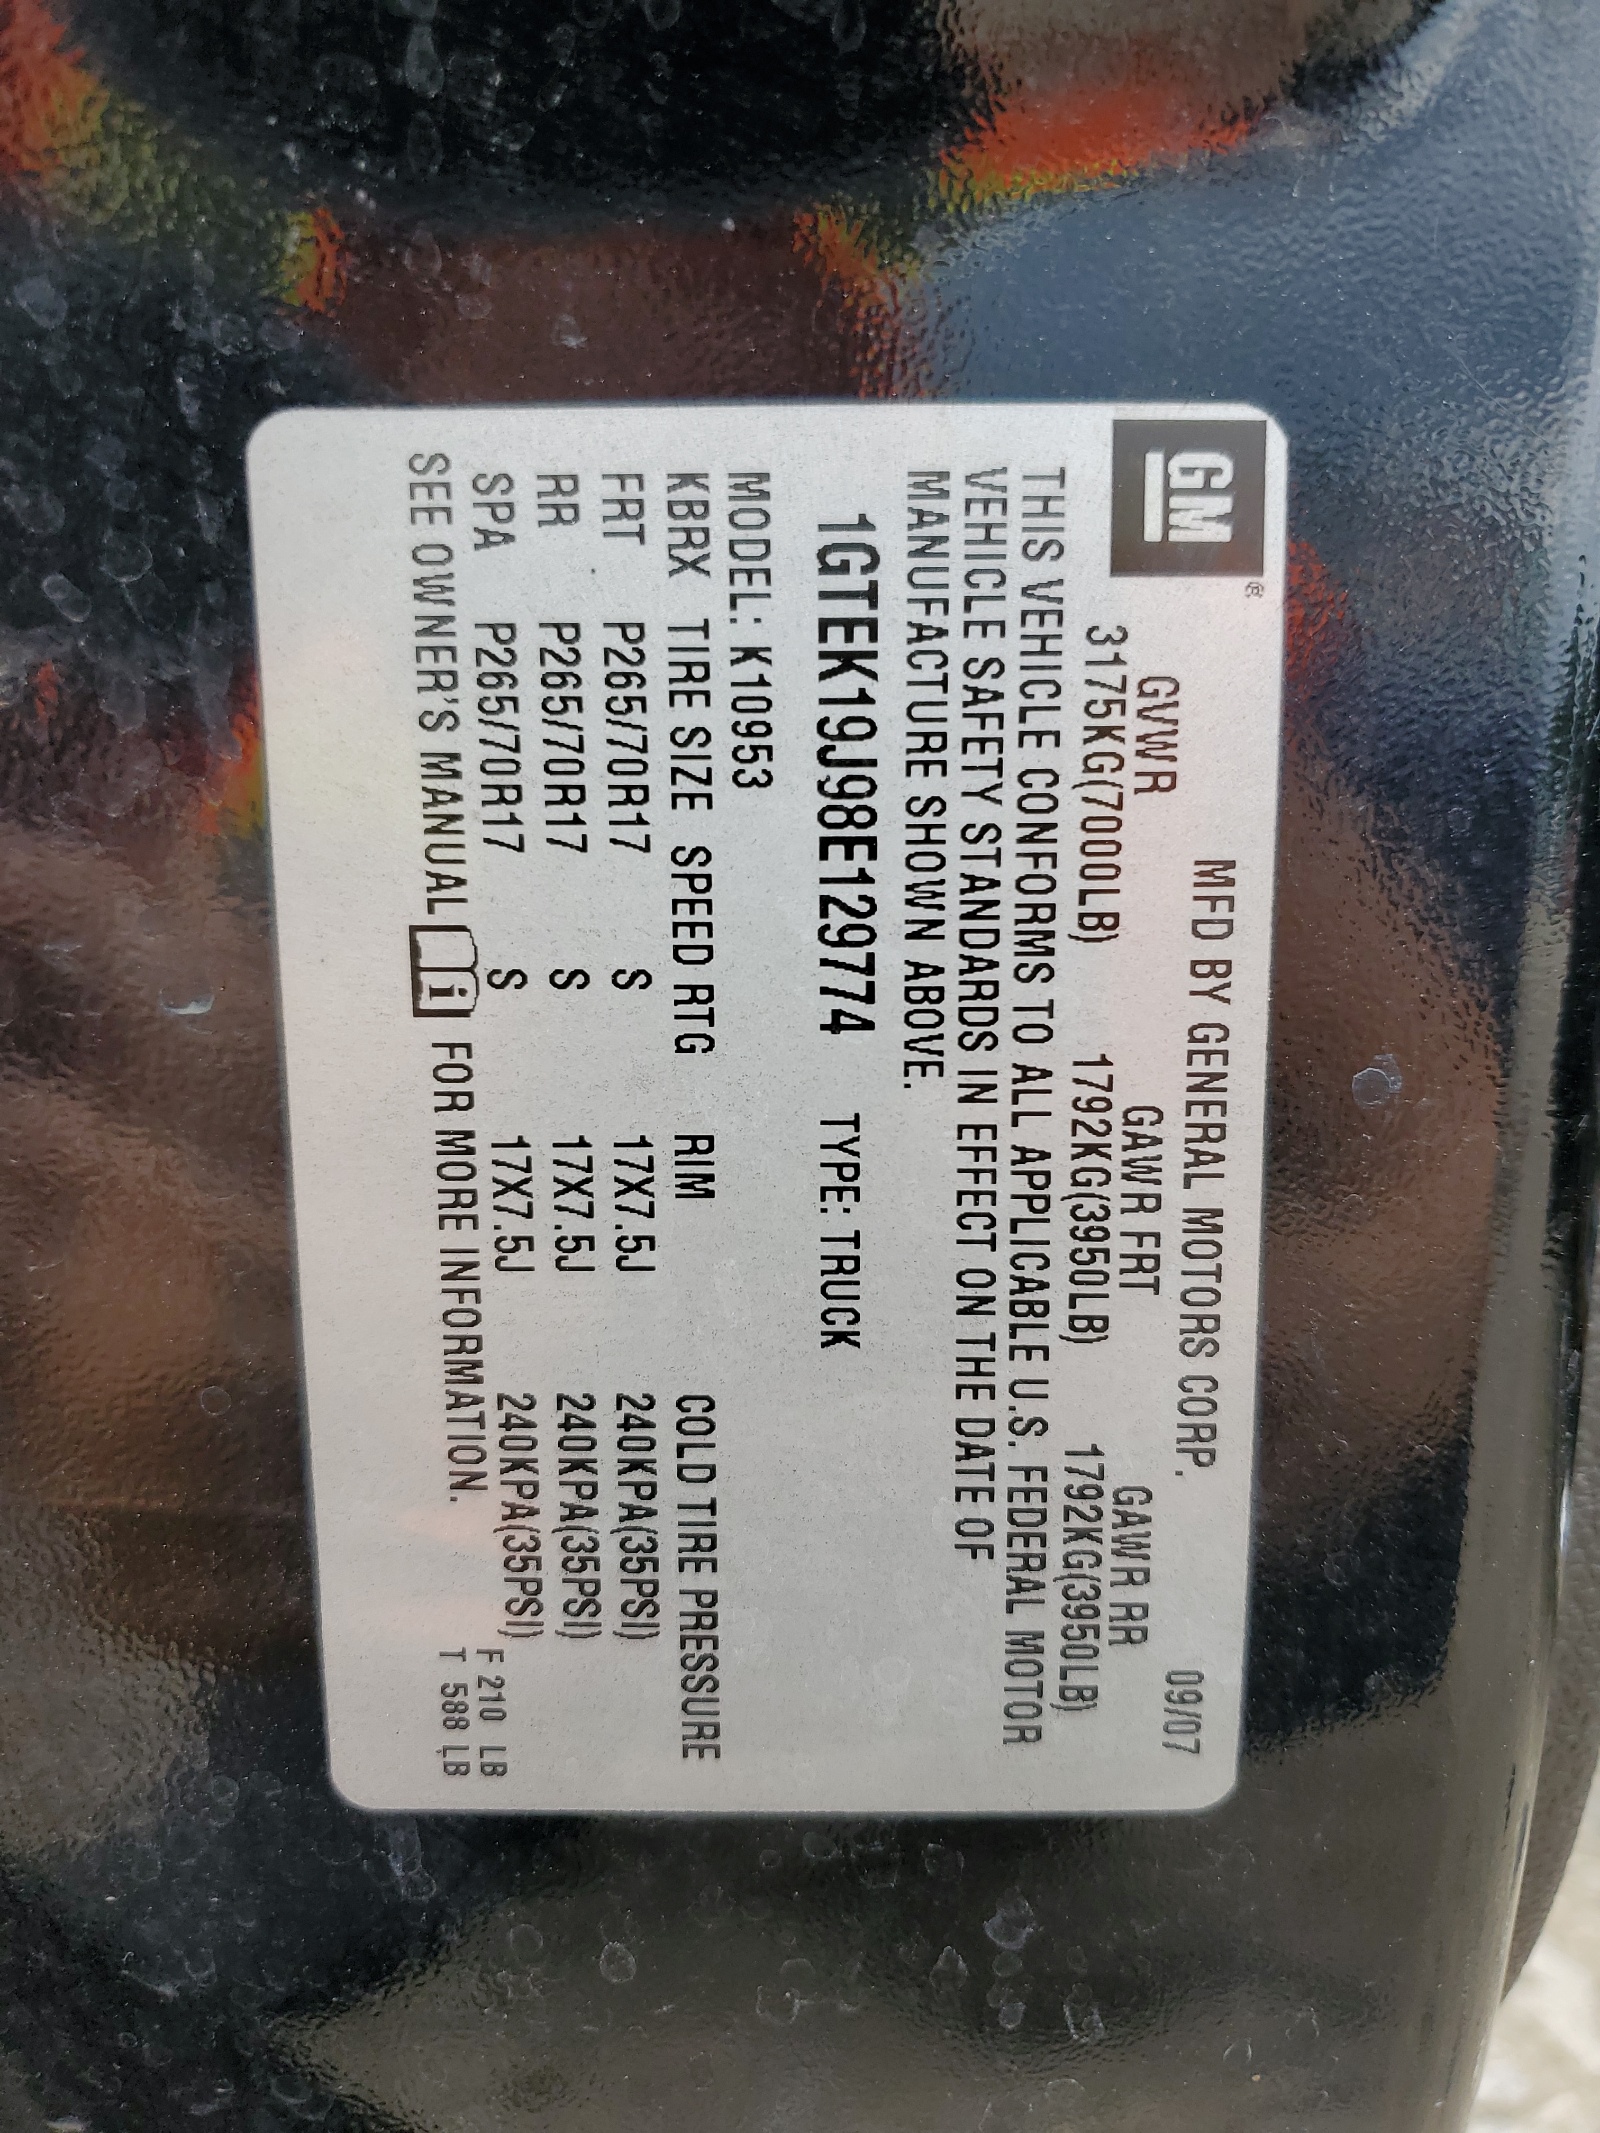 GM ®
MFD BY GENERAL MOTORS CORP. 09/07
GVWR GAWR FRT GAWR RR
3175KG(7000LB) 1792KG(3950LB) 1792KG(3950LB)
THIS VEHICLE CONFORMS TO ALL APPLICABLE U.S. FEDERAL MOTOR
VEHICLE SAFETY STANDARDS IN EFFECT ON THE DATE OF
MANUFACTURE SHOWN ABOVE.
1GTEK19J98E129774 TYPE: TRUCK
MODEL: K10953
KBRX TIRE SIZE SPEED RTG RIM COLD TIRE PRESSURE
FRT P265/70R17 S 17X7.5J 240KPA(35PSI)
RR P265/70R17 S 17X7.5J 240KPA(35PSI)
SPA P265/70R17 S 17X7.5J 240KPA(35PSI)
SEE OWNER'S MANUAL i FOR MORE INFORMATION.
F 210 LB
T 588 LB